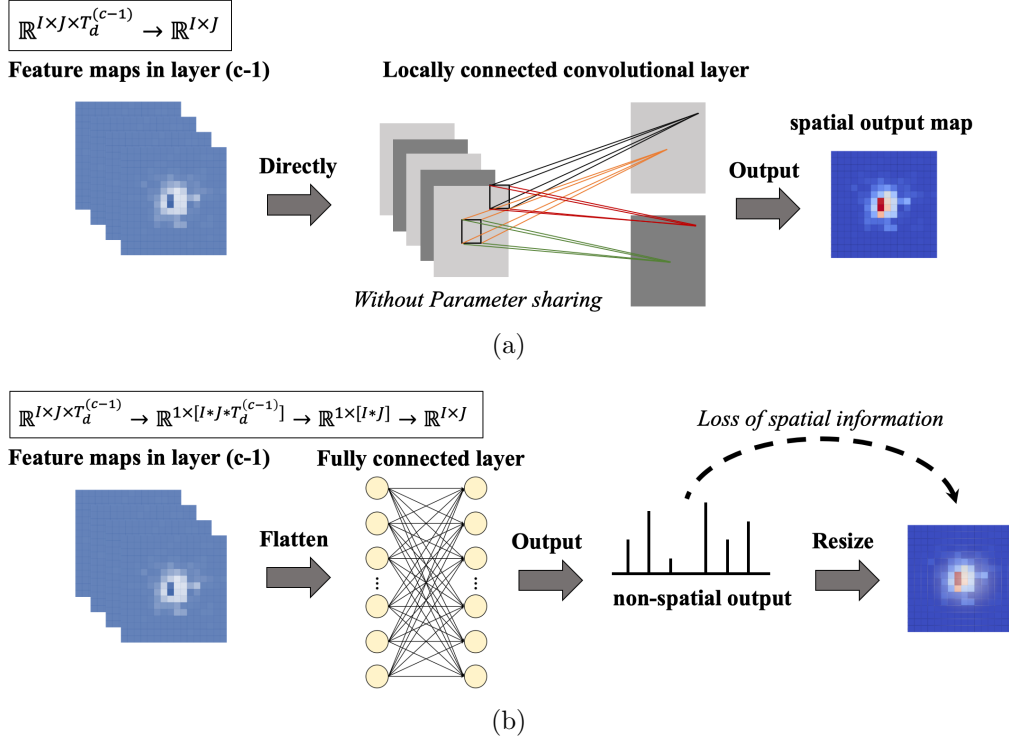 ℝ^{I×J×T_d^{(c−1)}} → ℝ^{I×J}
Feature maps in layer (c-1)
Locally connected convolutional layer
spatial output map
Directly
Output
Without Parameter sharing
(a)
ℝ^{I×J×T_d^{(c−1)}} → ℝ^{1×[I*J*T_d^{(c−1)}]} → ℝ^{1×[I*J]} → ℝ^{I×J}
Loss of spatial information
Feature maps in layer (c-1)
Fully connected layer
Flatten
Output
Resize
non-spatial output
(b)